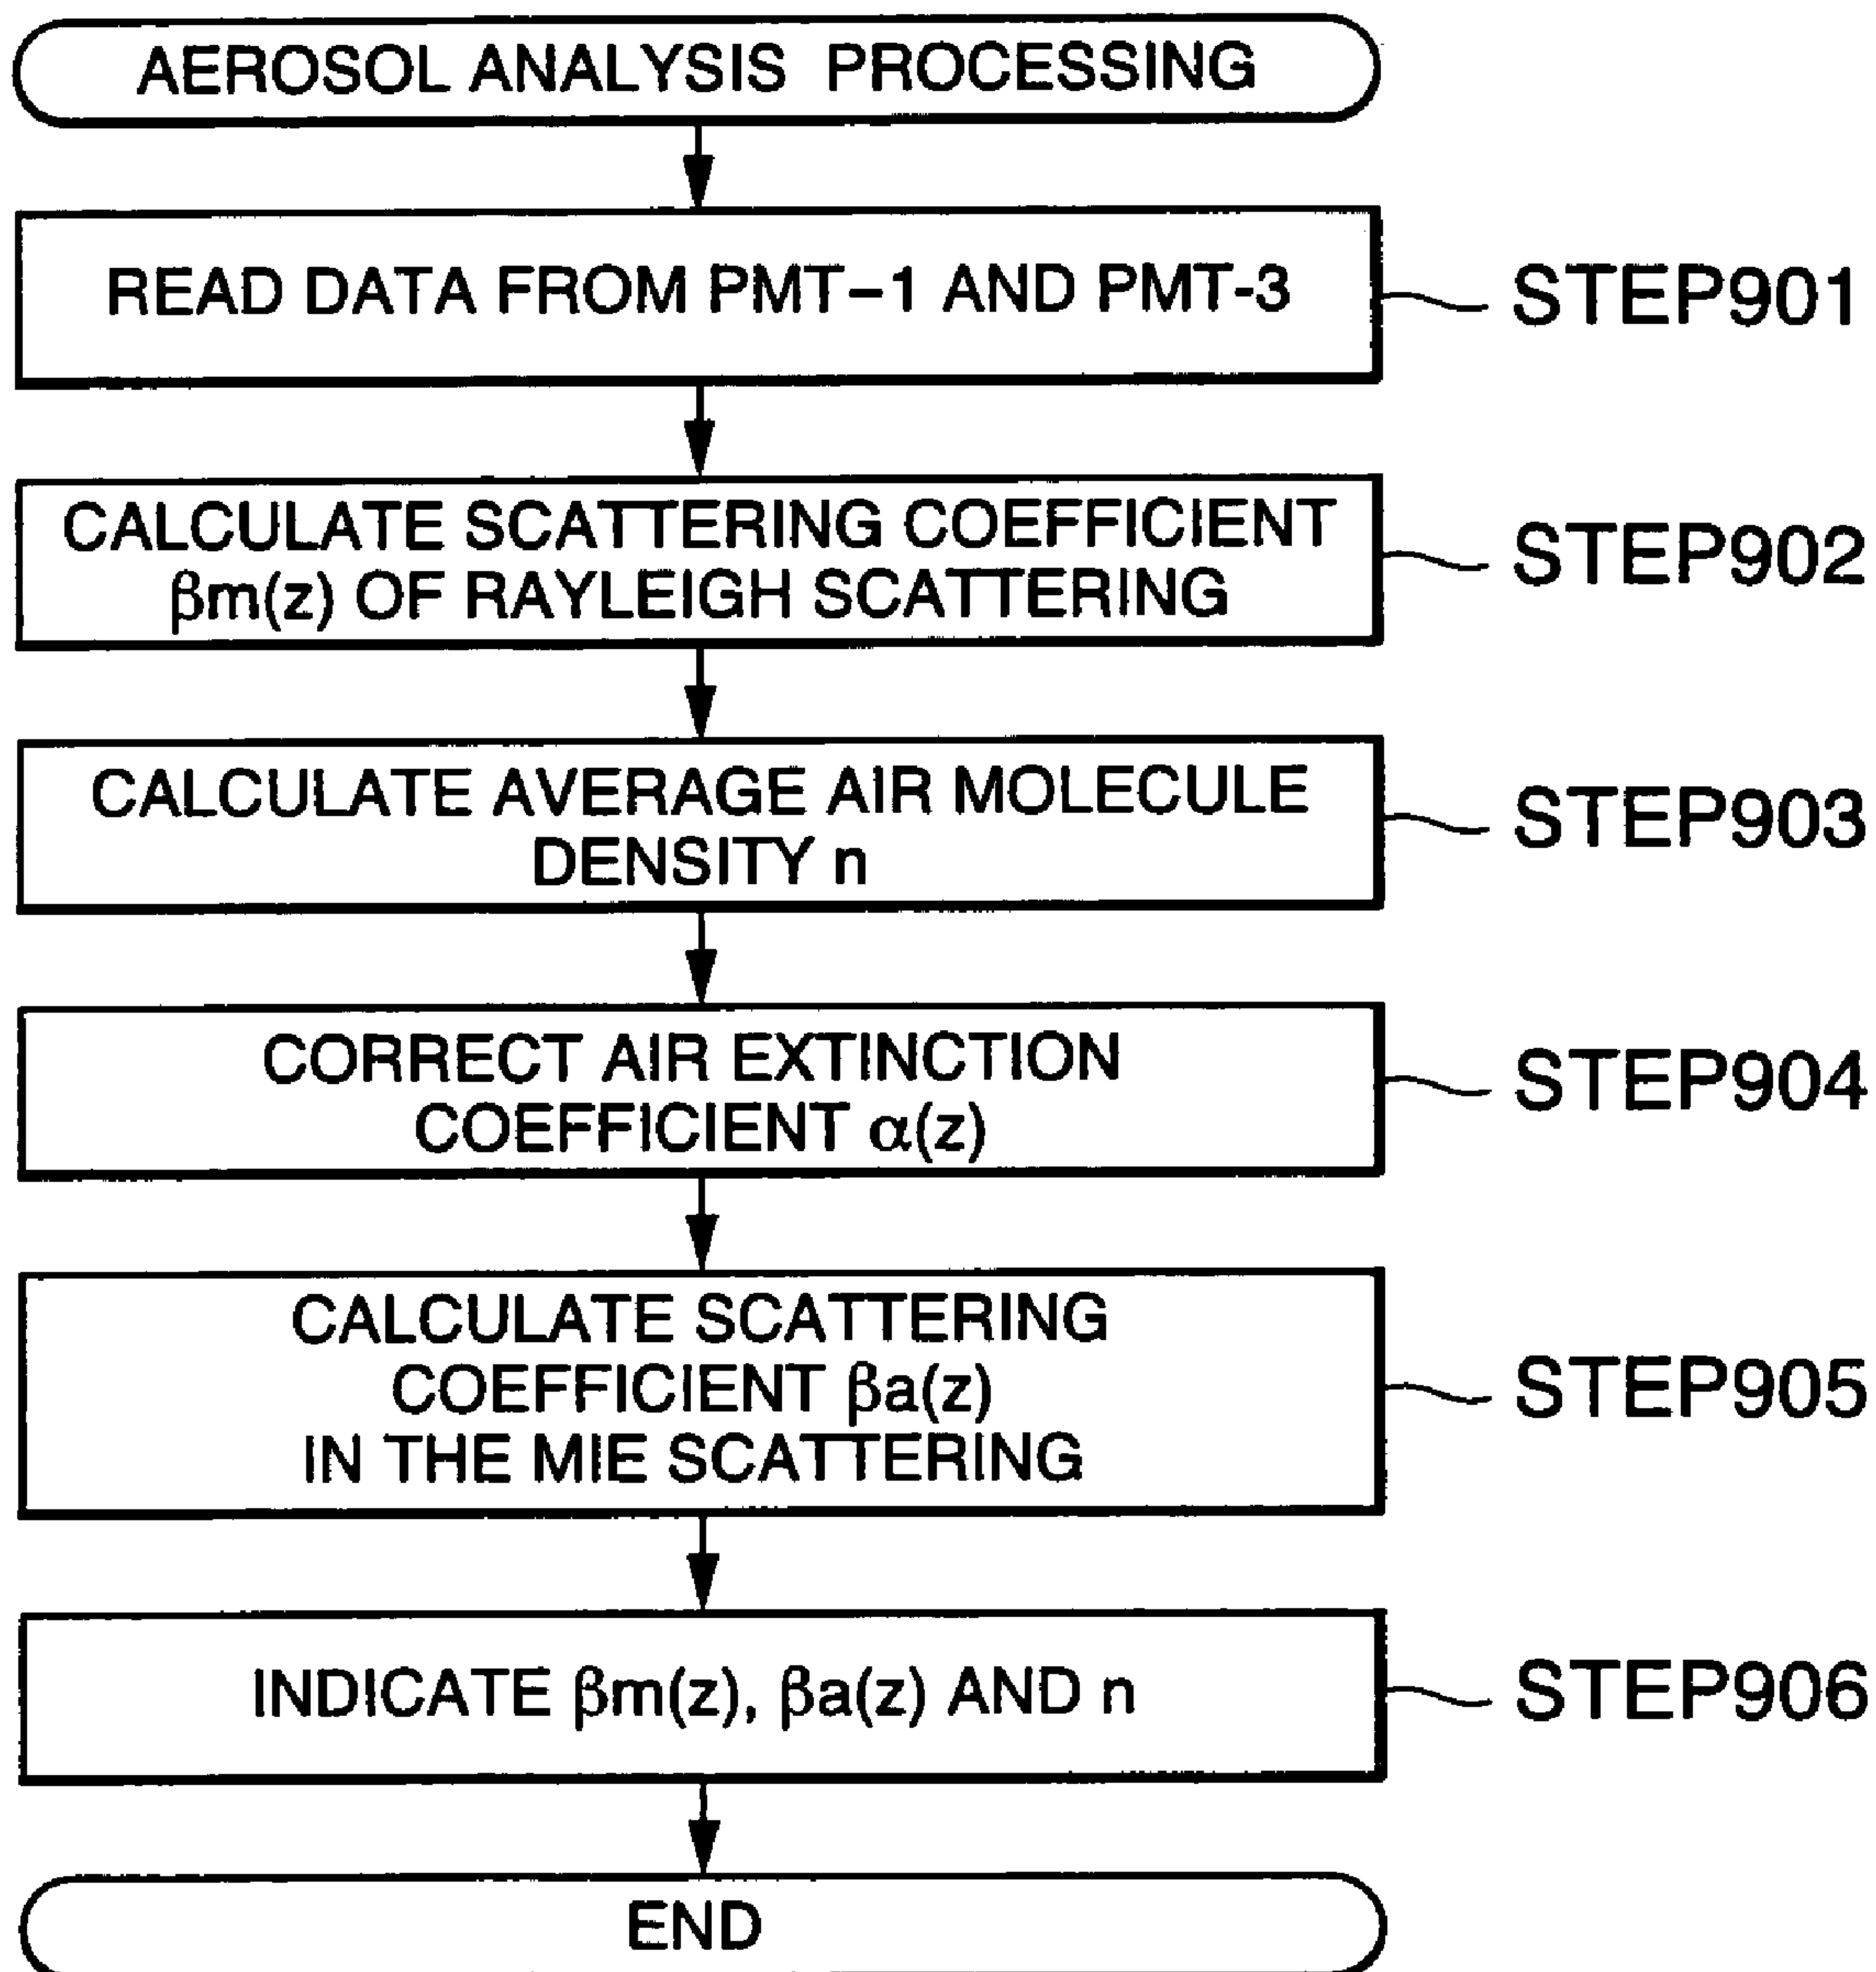 AEROSOL ANALYSIS PROCESSING
READ DATA FROM PMT-1 AND PMT-3
STEP901
CALCULATE SCATTERING COEFFICIENT
βm(z) OF RAYLEIGH SCATTERING
STEP902
CALCULATE AVERAGE AIR MOLECULE
DENSITY n
STEP903
CORRECT AIR EXTINCTION
COEFFICIENT α(z)
STEP904
CALCULATE SCATTERING
COEFFICIENT βa(z)
IN THE MIE SCATTERING
STEP905
INDICATE βm(z), βa(z) AND n
STEP906
END